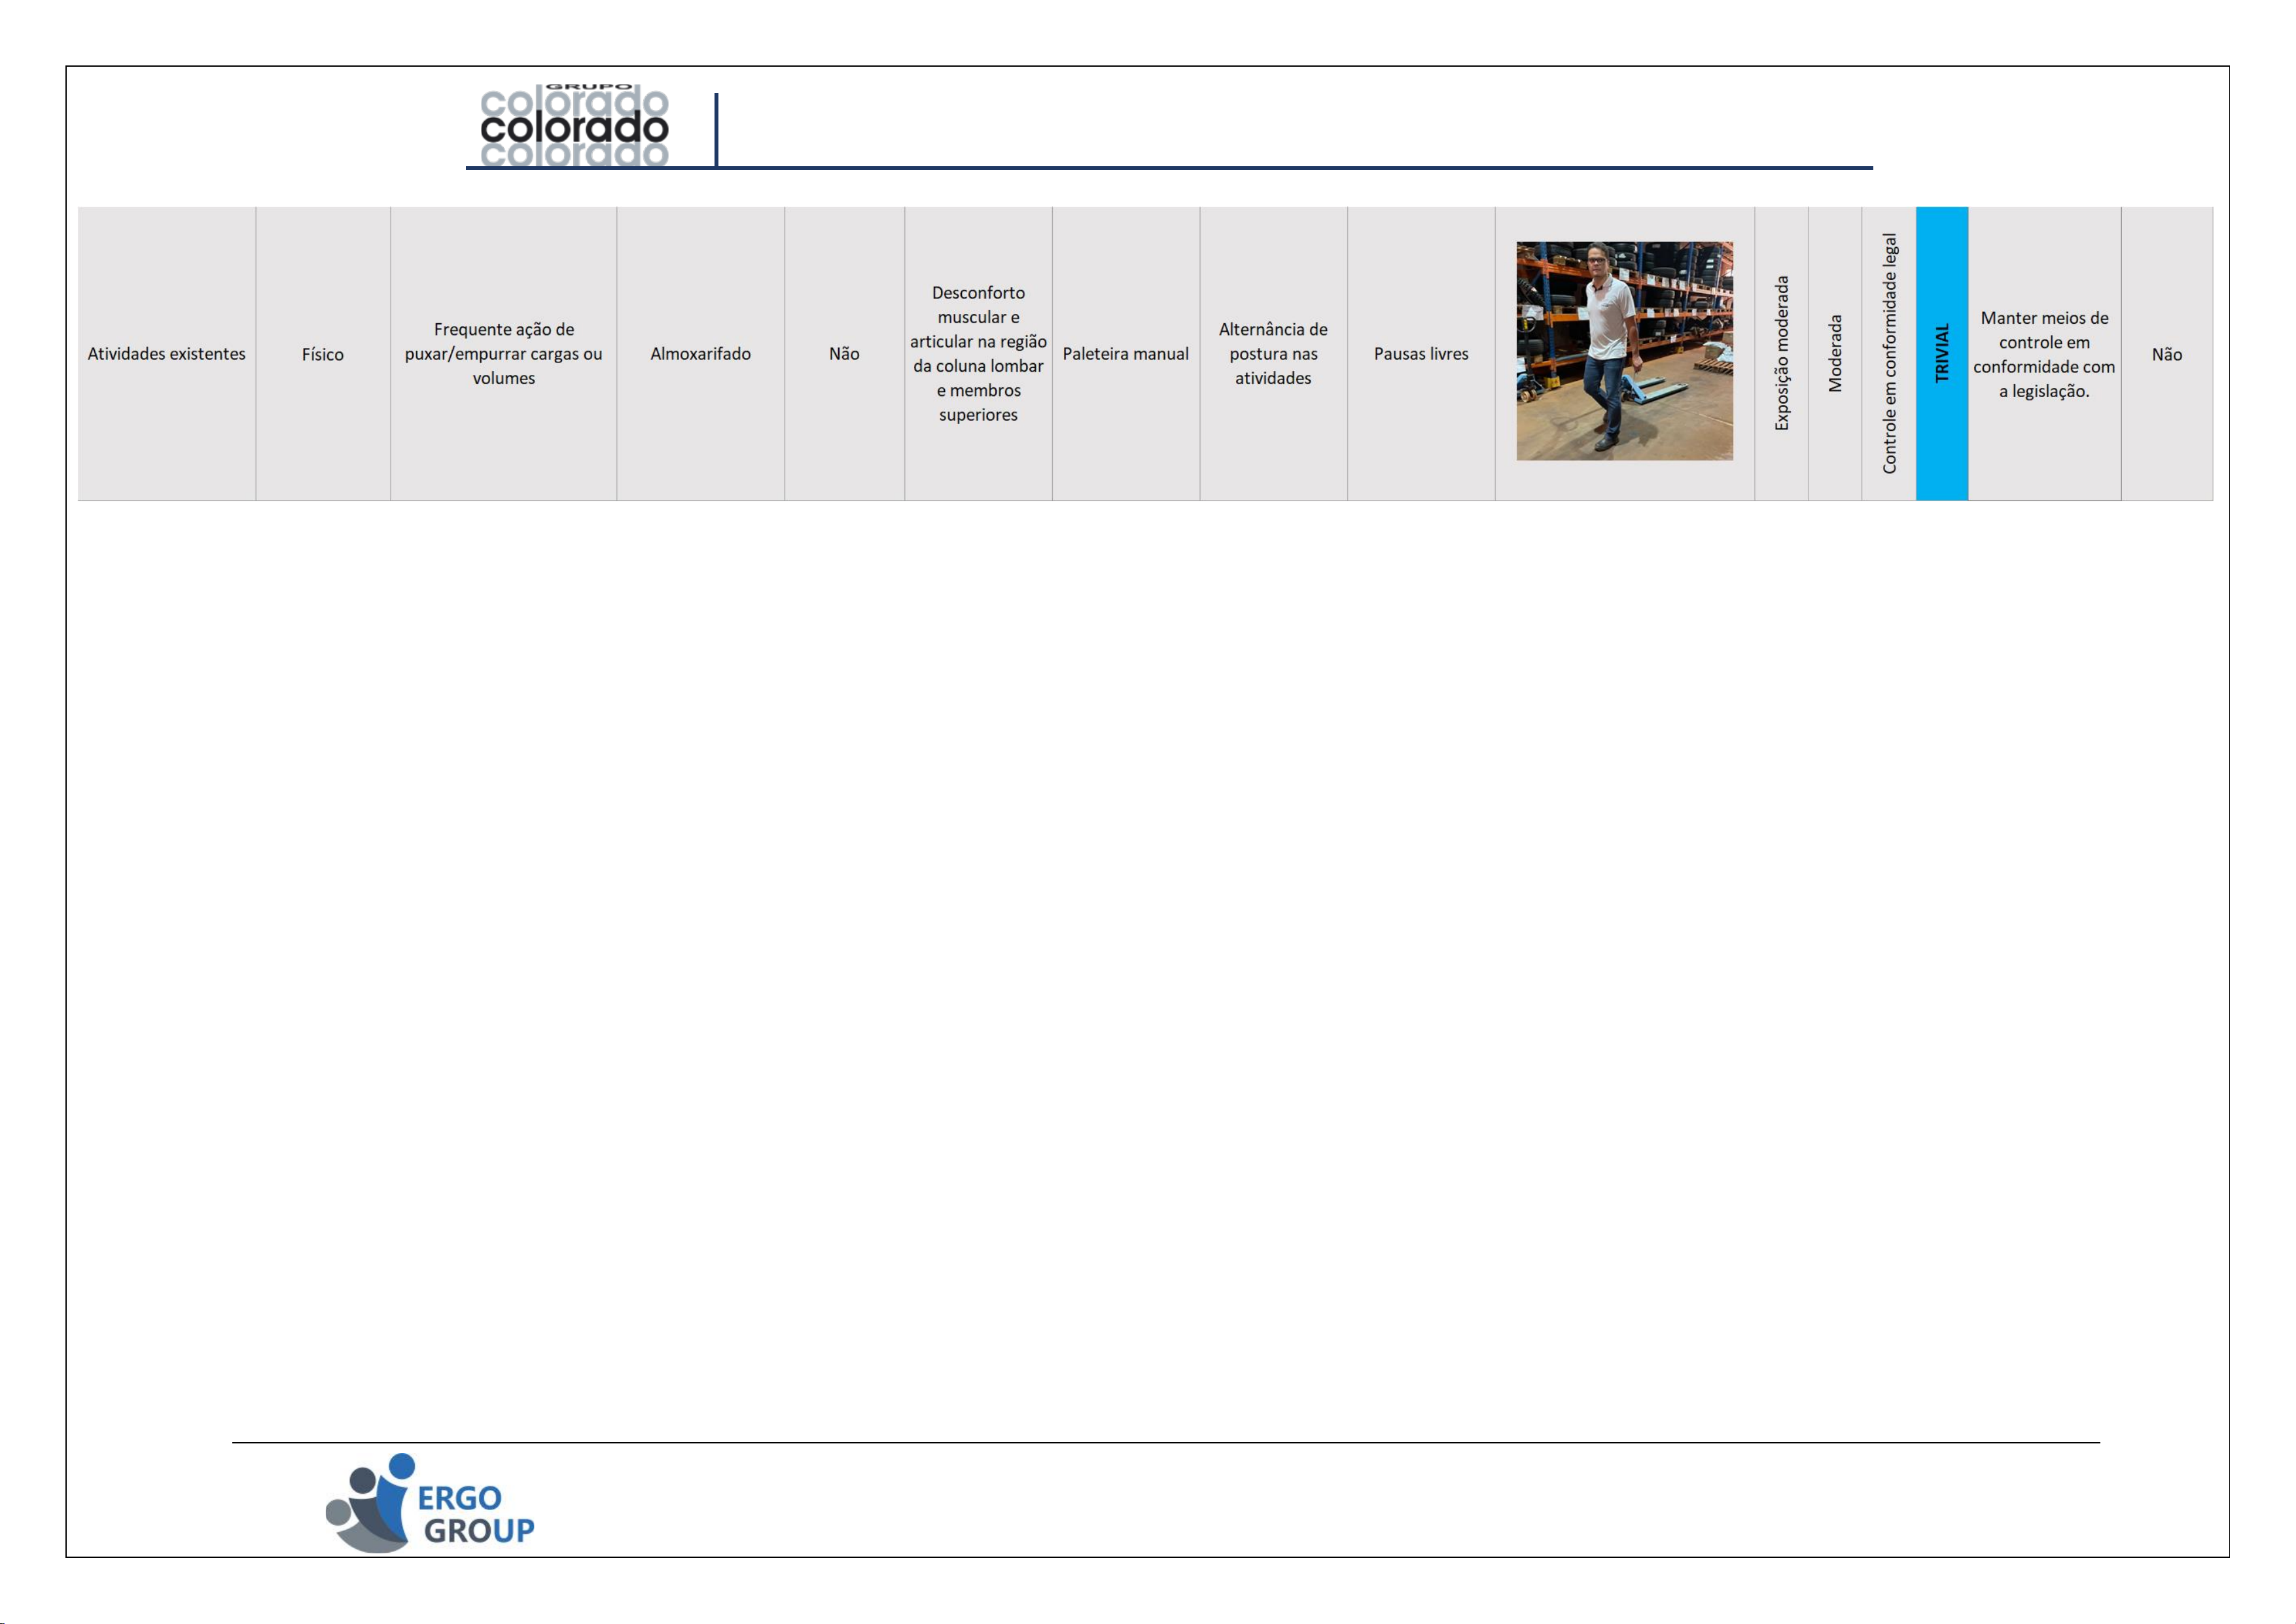 GRUPO
colorado
colorado
colorado
Atividades existentes
Físico
Frequente ação de
puxar/empurrar cargas ou
volumes
Almoxarifado
Não
Desconforto
muscular e
articular na região
da coluna lombar
e membros
superiores
Paleteira manual
Alternância de
postura nas
atividades
Pausas livres
Exposição moderada
Moderada
Controle em conformidade legal
TRIVIAL
Manter meios de
controle em
conformidade com
a legislação.
Não
ERGO
GROUP